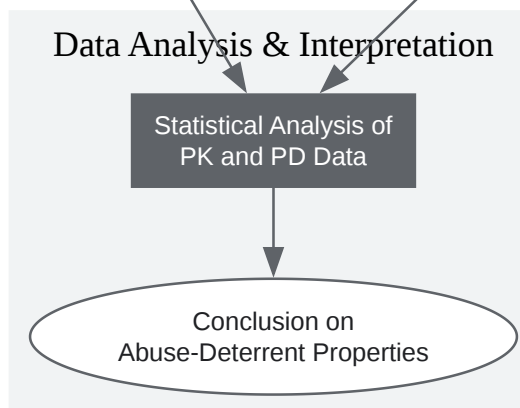 Data Analysis & Interpretation
Statistical Analysis of
PK and PD Data
Conclusion on
Abuse-Deterrent Properties